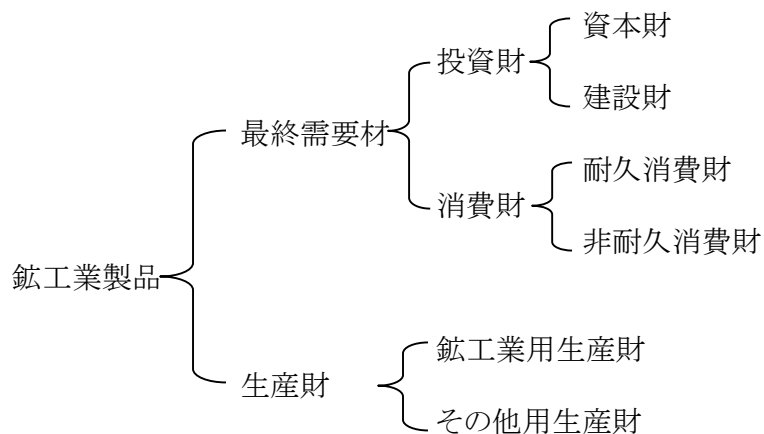 資本財
投資財
建設財
最終需要材
耐久消費財
消費財
非耐久消費財
鉱工業製品
鉱工業用生産財
生産財
その他用生産財